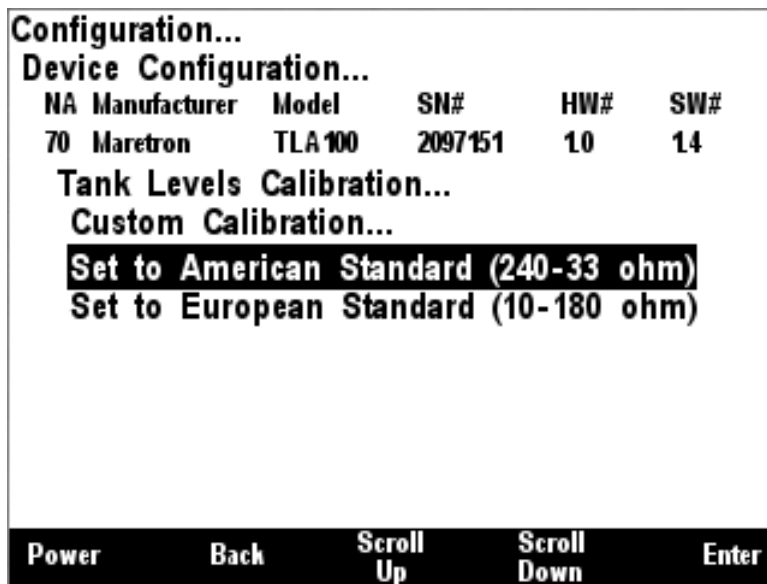 Configuration...
Device Configuration...
NA Manufacturer Model SN# HW# SW#
70 Maretron TLA100 2097151 1.0 1.4
Tank Levels Calibration...
Custom Calibration...
Set to American Standard (240-33 ohm)
Set to European Standard (10-180 ohm)
Power Back Scroll Up Scroll Down Enter